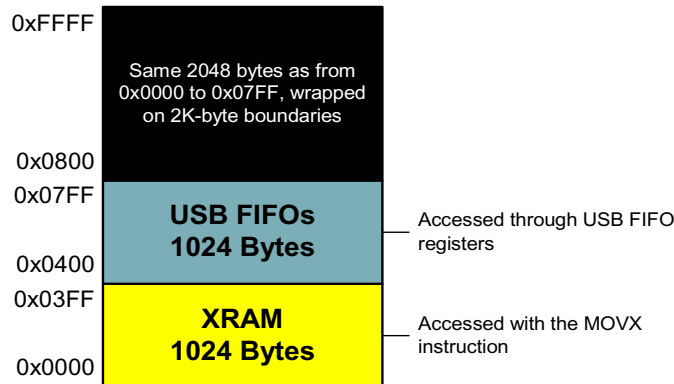 0xFFFF
Same 2048 bytes as from
0x0000 to 0x07FF, wrapped
on 2K-byte boundaries
0x0800
0x07FF
USB FIFOs
1024 Bytes
Accessed through USB FIFO
registers
0x0400
0x03FF
XRAM
1024 Bytes
Accessed with the MOVX
instruction
0x0000